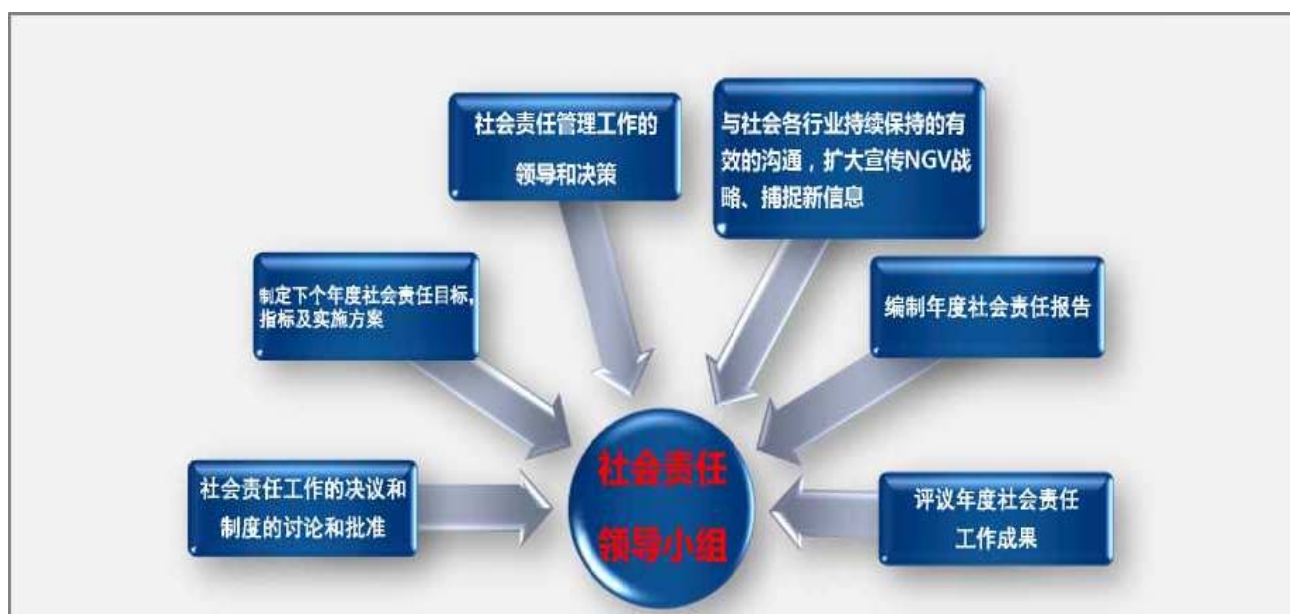 社会责任管理工作的
领导和决策
与社会各行业持续保持的有
效的沟通，扩大宣传NGV战
略、捕捉新信息
制定下个年度社会责任目标,
指标及实施方案
编制年度社会责任报告
社会责任工作的决议和
制度的讨论和批准
评议年度社会责任
工作成果
社会责任
领导小组